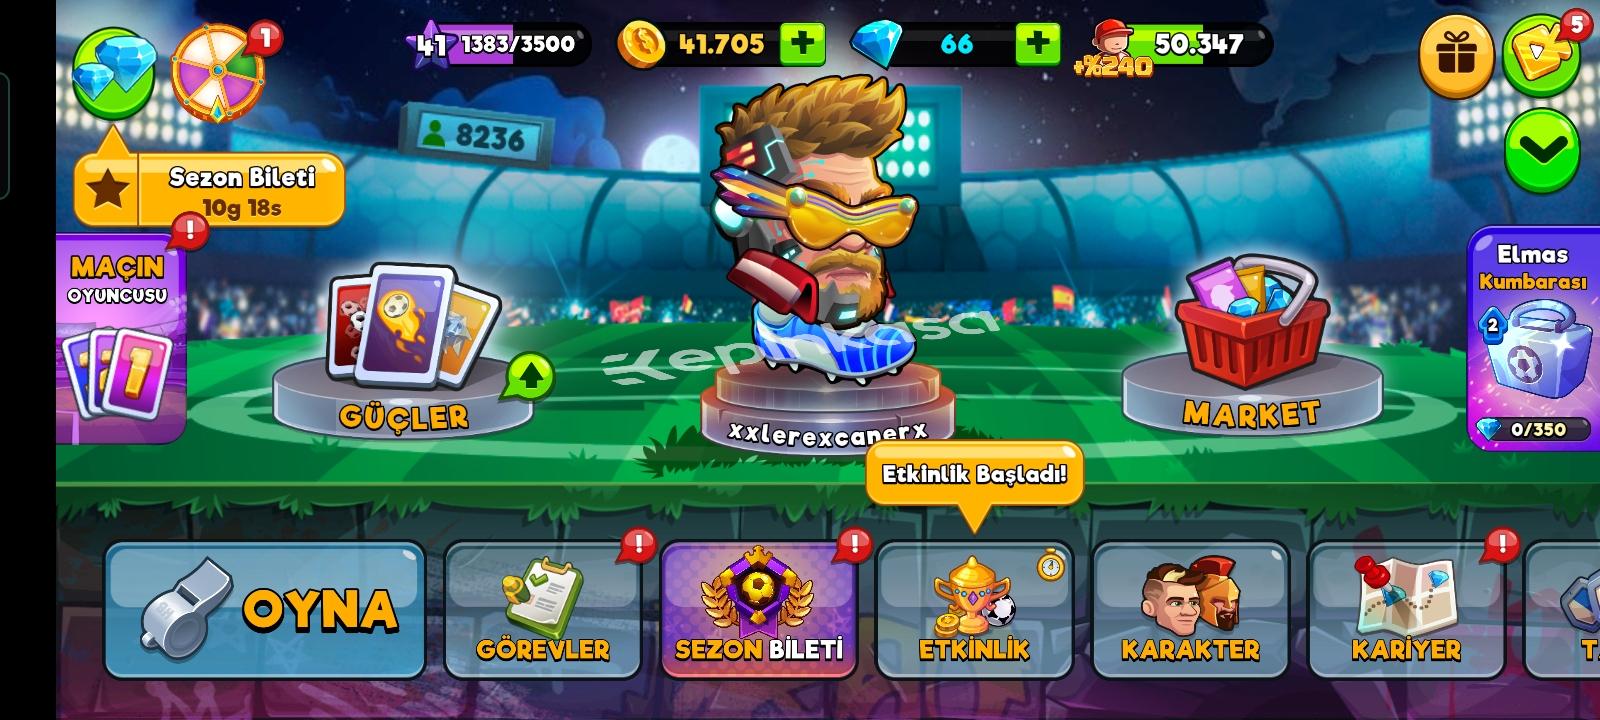 1
41
1383/3500
41.705
66
+%240
50.347
5
8236
Sezon Bileti
10g 18s
!
MAÇIN
OYUNCUSU
1
GÜÇLER
Kepinkasa
xxlerexcanerx
MARKET
Elmas
Kumbarası
2
0/350
Etkinlik Başladı!
OYNA
!
GÖREVLER
!
SEZON BİLETİ
ETKİNLİK
KARAKTER
!
KARİYER